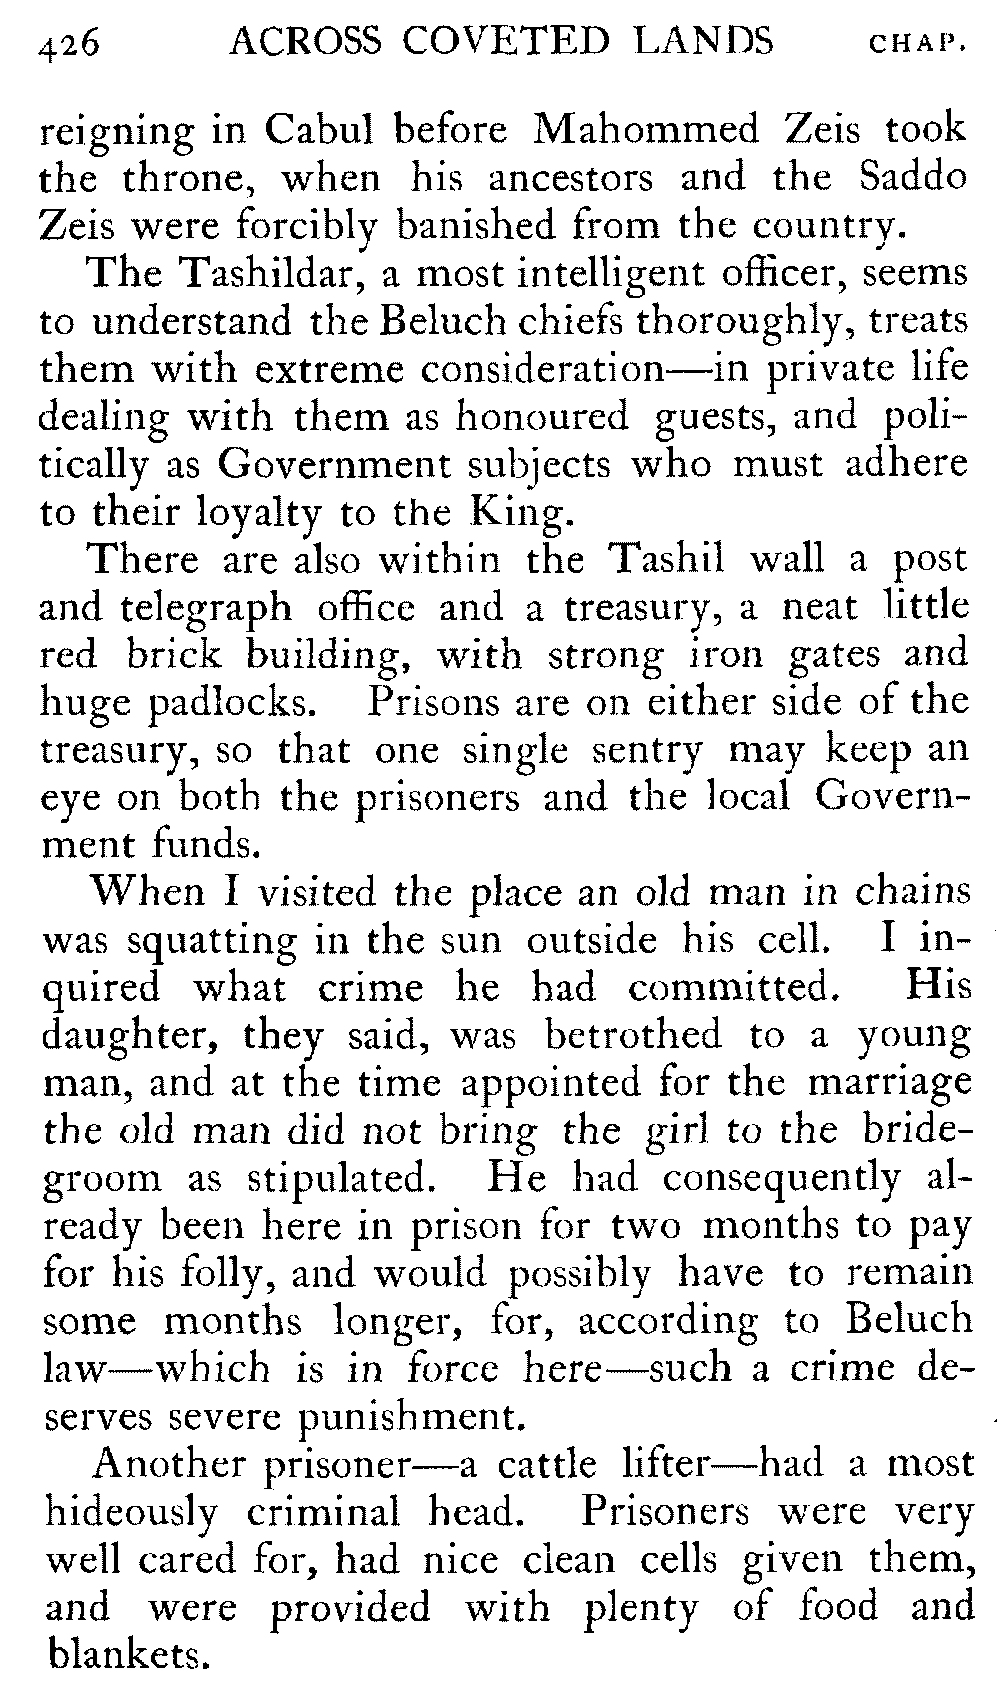 426 ACROSS COVETED LANDS CHAP.
reigning in Cabul before Mahommed Zeis took
the throne, when his ancestors and the Saddo
Zeis were forcibly banished from the country.
The Tashildar, a most intelligent officer, seems
to understand the Beluch chiefs thoroughly, treats
them with extreme consideration—in private life
dealing with them as honoured guests, and poli-
tically as Government subjects who must adhere
to their loyalty to the King.
There are also within the Tashil wall a post
and telegraph office and a treasury, a neat little
red brick building, with strong iron gates and
huge padlocks. Prisons are on either side of the
treasury, so that one single sentry may keep an
eye on both the prisoners and the local Govern-
ment funds.
When I visited the place an old man in chains
was squatting in the sun outside his cell. I in-
quired what crime he had committed. His
daughter, they said, was betrothed to a young
man, and at the time appointed for the marriage
the old man did not bring the girl to the bride-
groom as stipulated. He had consequently al-
ready been here in prison for two months to pay
for his folly, and would possibly have to remain
some months longer, for, according to Beluch
law—which is in force here—such a crime de-
serves severe punishment.
Another prisoner—a cattle lifter—had a most
hideously criminal head. Prisoners were very
well cared for, had nice clean cells given them,
and were provided with plenty of food and
blankets.